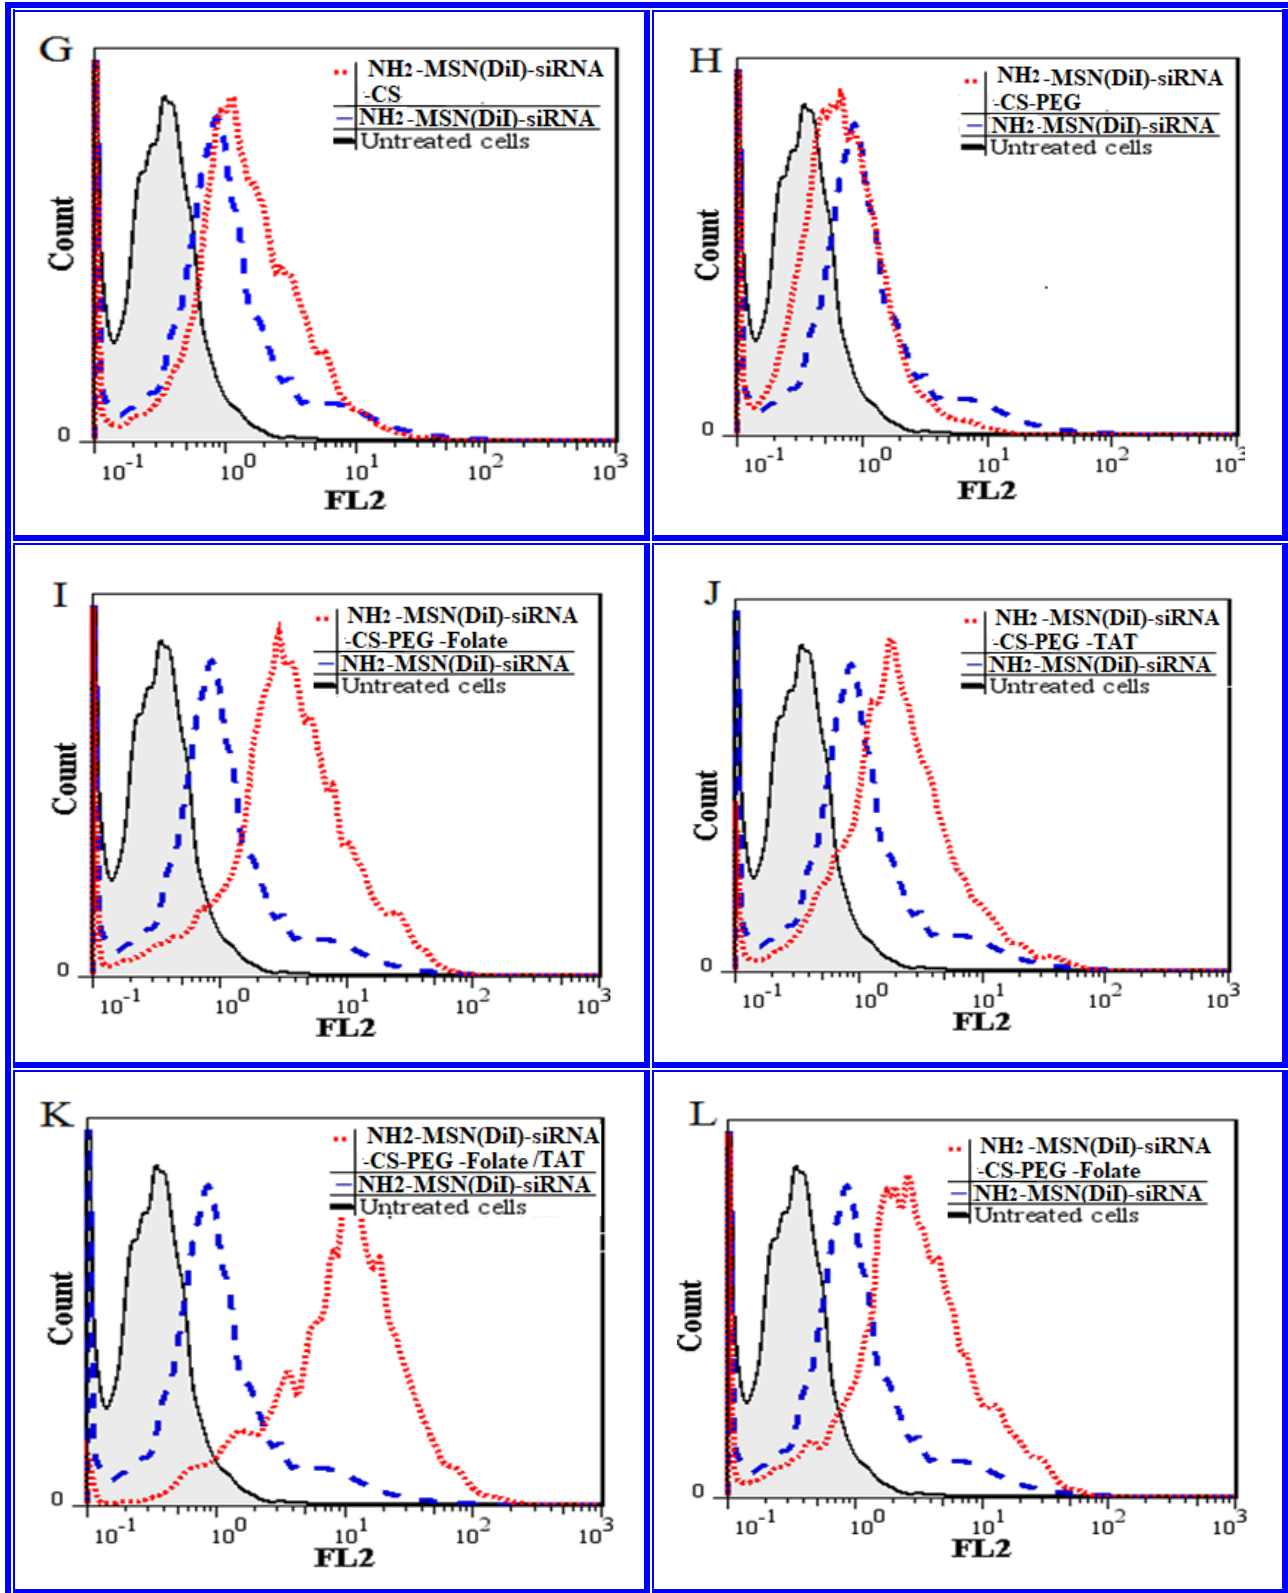 G
NH2 -MSN(DiI)-siRNA
-CS
NH2 -MSN(DiI)-siRNA
Untreated cells
Count
0
10-1 100 101 102 103
FL2
H
NH2 -MSN(DiI)-siRNA
-CS-PEG
NH2-MSN(DiI)-siRNA
Untreated cells
Count
0
10-1 100 101 102 103
FL2
I
NH2 -MSN(DiI)-siRNA
-CS-PEG -Folate
NH2-MSN(DiI)-siRNA
Untreated cells
Count
0
10-1 100 101 102 103
FL2
J
NH2 -MSN(DiI)-siRNA
-CS-PEG -TAT
NH2-MSN(DiI)-siRNA
Untreated cells
Count
0
10-1 100 101 102 103
FL2
K
NH2-MSN(DiI)-siRNA
-CS-PEG -Folate /TAT
NH2-MSN(DiI)-siRNA
Untreated cells
Count
0
10-1 100 101 102 103
FL2
L
NH2 -MSN(DiI)-siRNA
-CS-PEG -Folate
NH2-MSN(DiI)-siRNA
Untreated cells
Count
0
10-1 100 101 102 103
FL2